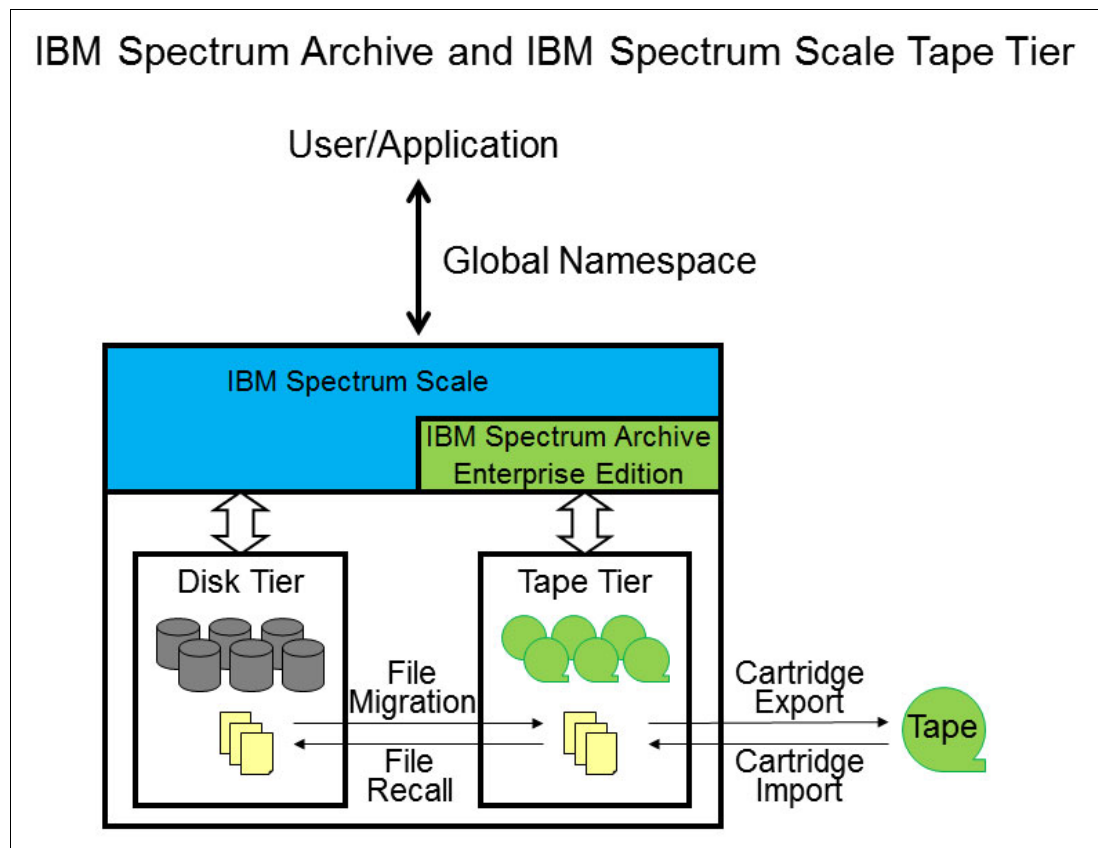 IBM Spectrum Archive and IBM Spectrum Scale Tape Tier
User/Application
Global Namespace
IBM Spectrum Scale
IBM Spectrum Archive
Enterprise Edition
Disk Tier
Tape Tier
File
Migration
File
Recall
Cartridge
Export
Cartridge
Import
Tape